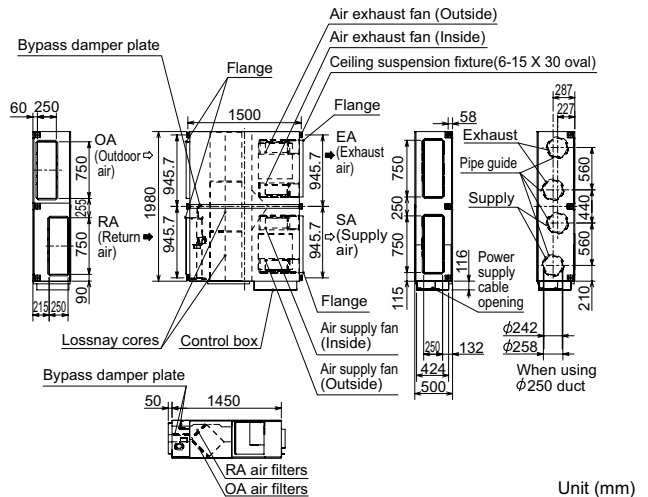 Air exhaust fan (Outside)
Air exhaust fan (Inside)
Bypass damper plate
Ceiling suspension fixture(6-15 X 30 oval)
Flange
287
60 250
1500
Flange
58
227
OA
(Outdoor
air)
EA
(Exhaust
air)
Exhaust
Pipe guide
Supply
750
945.7
945.7
750
560
1980
255
250
440
RA
(Return
air)
SA
(Supply
air)
750
945.7
945.7
750
560
116
Power
supply
cable
opening
215 250
90
Flange
115
210
Lossnay cores
Control box
Air supply fan
(Inside)
Air supply fan
(Outside)
250
132
424
500
ϕ242
ϕ258
When using
ϕ250 duct
Bypass damper plate
50
1450
RA air filters
OA air filters
Unit (mm)